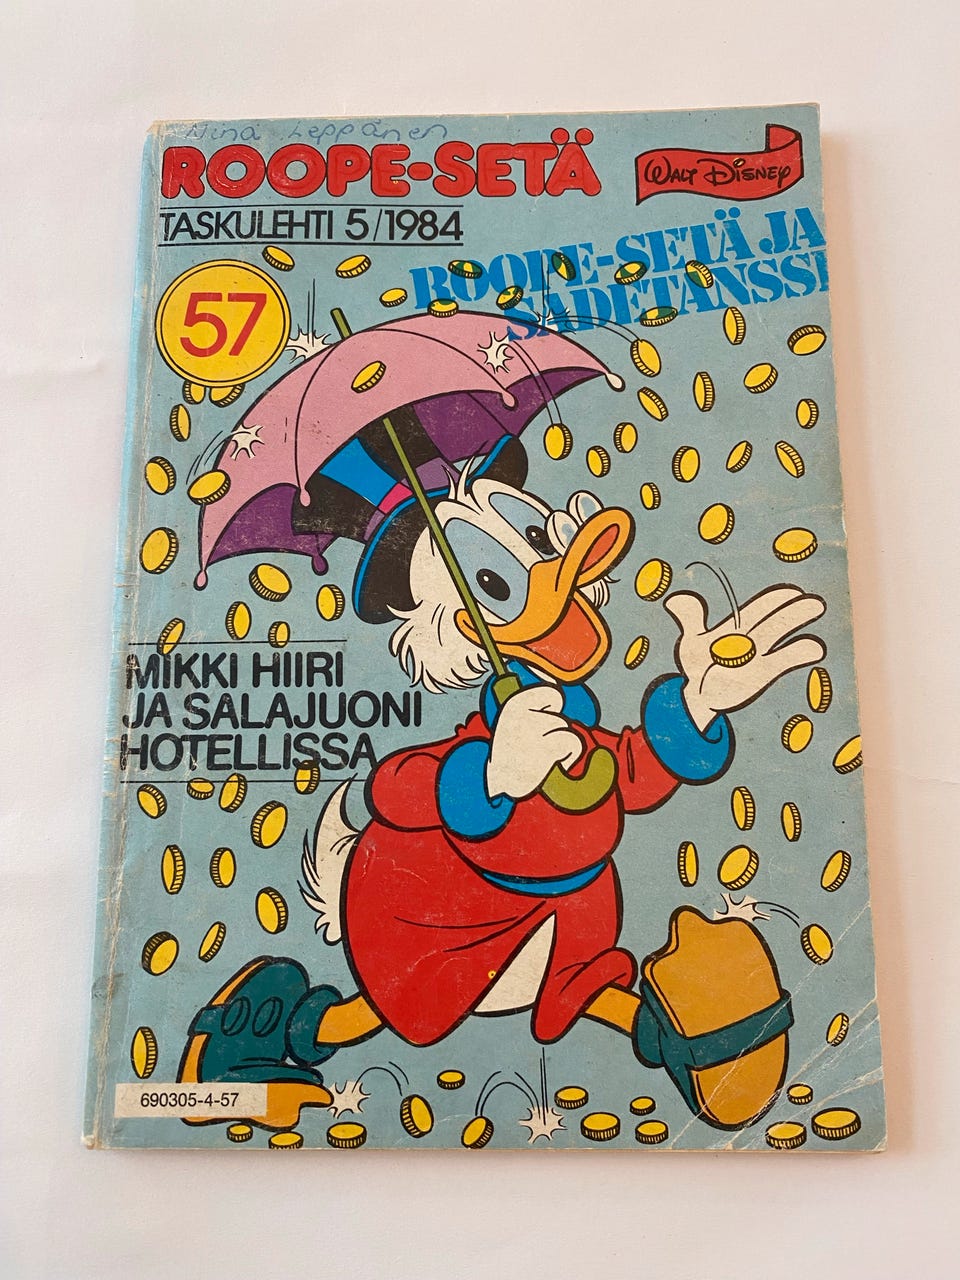 Nina Leppänen
ROOPE-SETÄ
WALT DISNEY
TASKULEHTI 5/1984
ROOPE-SETÄ JA
SADETANSSI
57
MIKKI HIIRI
JA SALAJUONI
HOTELLISSA
690305-4-57